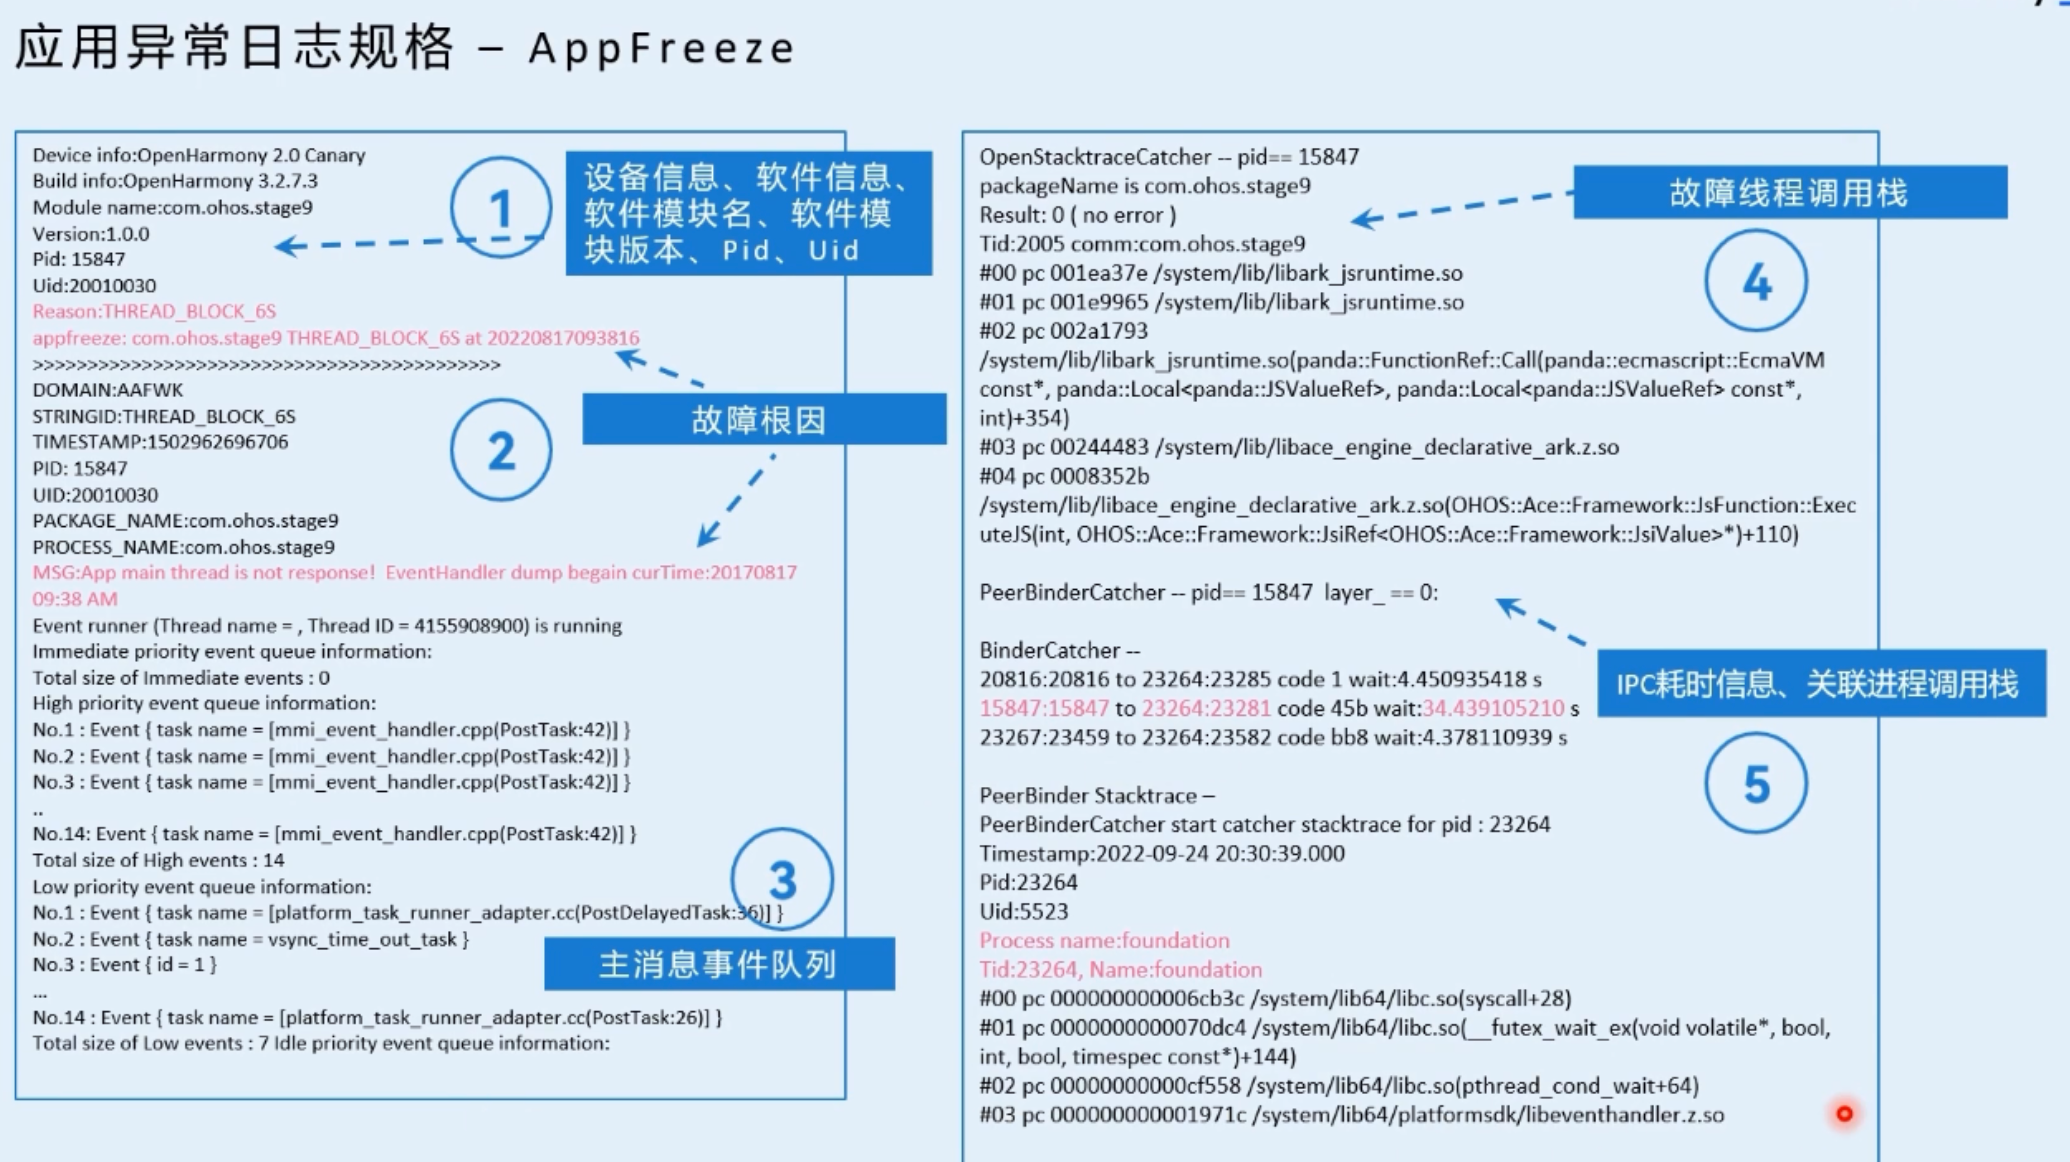 应用异常日志规格 – AppFreeze
Device info:OpenHarmony 2.0 Canary
Build info:OpenHarmony 3.2.7.3
Module name:com.ohos.stage9
Version:1.0.0
Pid: 15847
Uid:20010030
Reason:THREAD_BLOCK_6S
appfreeze: com.ohos.stage9 THREAD_BLOCK_6S at 20220817093816
>>>>>>>>>>>>>>>>>>>>>>>>>>>>>>>>>>>>>>>>>>>
DOMAIN:AAFWK
STRINGID:THREAD_BLOCK_6S
TIMESTAMP:1502962696706
PID: 15847
UID:20010030
PACKAGE_NAME:com.ohos.stage9
PROCESS_NAME:com.ohos.stage9
MSG:App main thread is not response!  EventHandler dump begain curTime:20170817
09:38 AM
Event runner (Thread name = , Thread ID = 4155908900) is running
Immediate priority event queue information:
Total size of Immediate events : 0
High priority event queue information:
No.1 : Event { task name = [mmi_event_handler.cpp(PostTask:42)] }
No.2 : Event { task name = [mmi_event_handler.cpp(PostTask:42)] }
No.3 : Event { task name = [mmi_event_handler.cpp(PostTask:42)] }
..
No.14: Event { task name = [mmi_event_handler.cpp(PostTask:42)] }
Total size of High events : 14
Low priority event queue information:
No.1 : Event { task name = [platform_task_runner_adapter.cc(PostDelayedTask:36)] }
No.2 : Event { task name = vsync_time_out_task }
No.3 : Event { id = 1 }
...
No.14 : Event { task name = [platform_task_runner_adapter.cc(PostTask:26)] }
Total size of Low events : 7 Idle priority event queue information:
1
设备信息、软件信息、
软件模块名、软件模
块版本、Pid、Uid
2
故障根因
3
主消息事件队列
OpenStacktraceCatcher -- pid== 15847
packageName is com.ohos.stage9
Result: 0 ( no error )
Tid:2005 comm:com.ohos.stage9
#00 pc 001ea37e /system/lib/libark_jsruntime.so
#01 pc 001e9965 /system/lib/libark_jsruntime.so
#02 pc 002a1793
/system/lib/libark_jsruntime.so(panda::FunctionRef::Call(panda::ecmascript::EcmaVM
const*, panda::Local<panda::JSValueRef>, panda::Local<panda::JSValueRef> const*,
int)+354)
#03 pc 00244483 /system/lib/libace_engine_declarative_ark.z.so
#04 pc 0008352b
/system/lib/libace_engine_declarative_ark.z.so(OHOS::Ace::Framework::JsFunction::Exec
uteJS(int, OHOS::Ace::Framework::JsiRef<OHOS::Ace::Framework::JsiValue>*)+110)
PeerBinderCatcher -- pid== 15847  layer_ == 0:
BinderCatcher --
20816:20816 to 23264:23285 code 1 wait:4.450935418 s
15847:15847 to 23264:23281 code 45b wait:34.439105210 s
23267:23459 to 23264:23582 code bb8 wait:4.378110939 s
PeerBinder Stacktrace –
PeerBinderCatcher start catcher stacktrace for pid : 23264
Timestamp:2022-09-24 20:30:39.000
Pid:23264
Uid:5523
Process name:foundation
Tid:23264, Name:foundation
#00 pc 000000000006cb3c /system/lib64/libc.so(syscall+28)
#01 pc 0000000000070dc4 /system/lib64/libc.so(__futex_wait_ex(void volatile*, bool,
int, bool, timespec const*)+144)
#02 pc 00000000000cf558 /system/lib64/libc.so(pthread_cond_wait+64)
#03 pc 000000000001971c /system/lib64/platformsdk/libeventhandler.z.so
故障线程调用栈
4
IPC耗时信息、关联进程调用栈
5